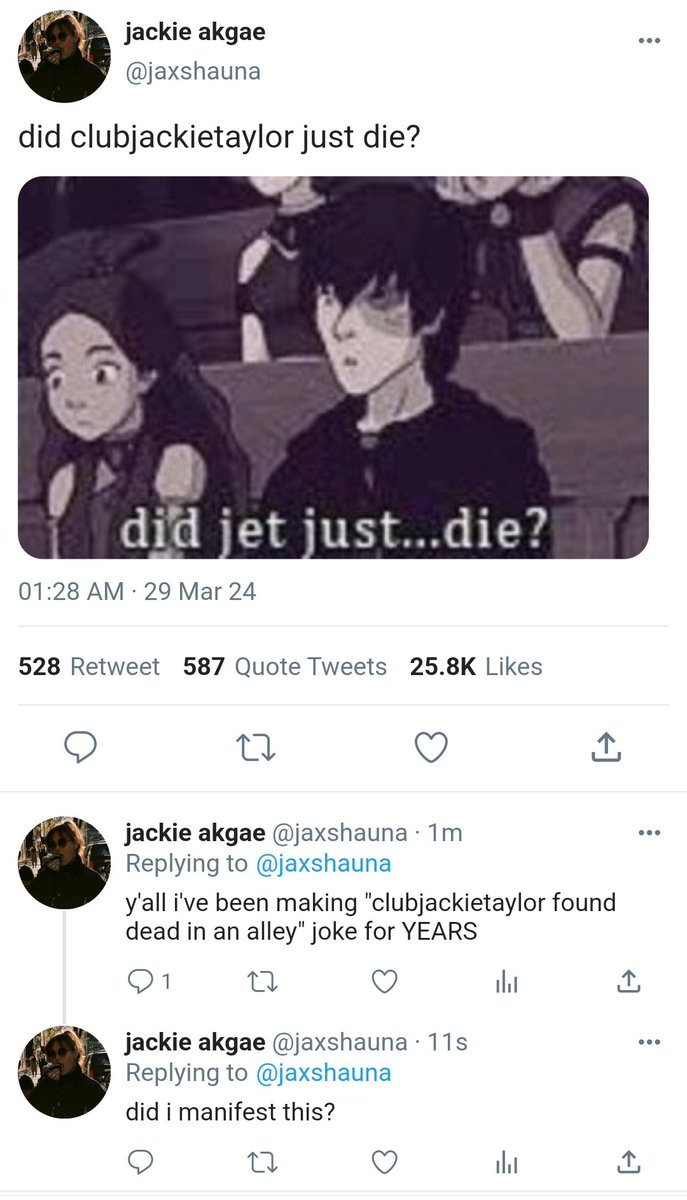 jackie akgae
@jaxshauna
did clubjackietaylor just die?
did jet just...die?
01:28 AM · 29 Mar 24
528 Retweet 587 Quote Tweets 25.8K Likes
jackie akgae @jaxshauna · 1m
Replying to @jaxshauna
y'all i've been making "clubjackietaylor found
dead in an alley" joke for YEARS
1
jackie akgae @jaxshauna · 11s
Replying to @jaxshauna
did i manifest this?